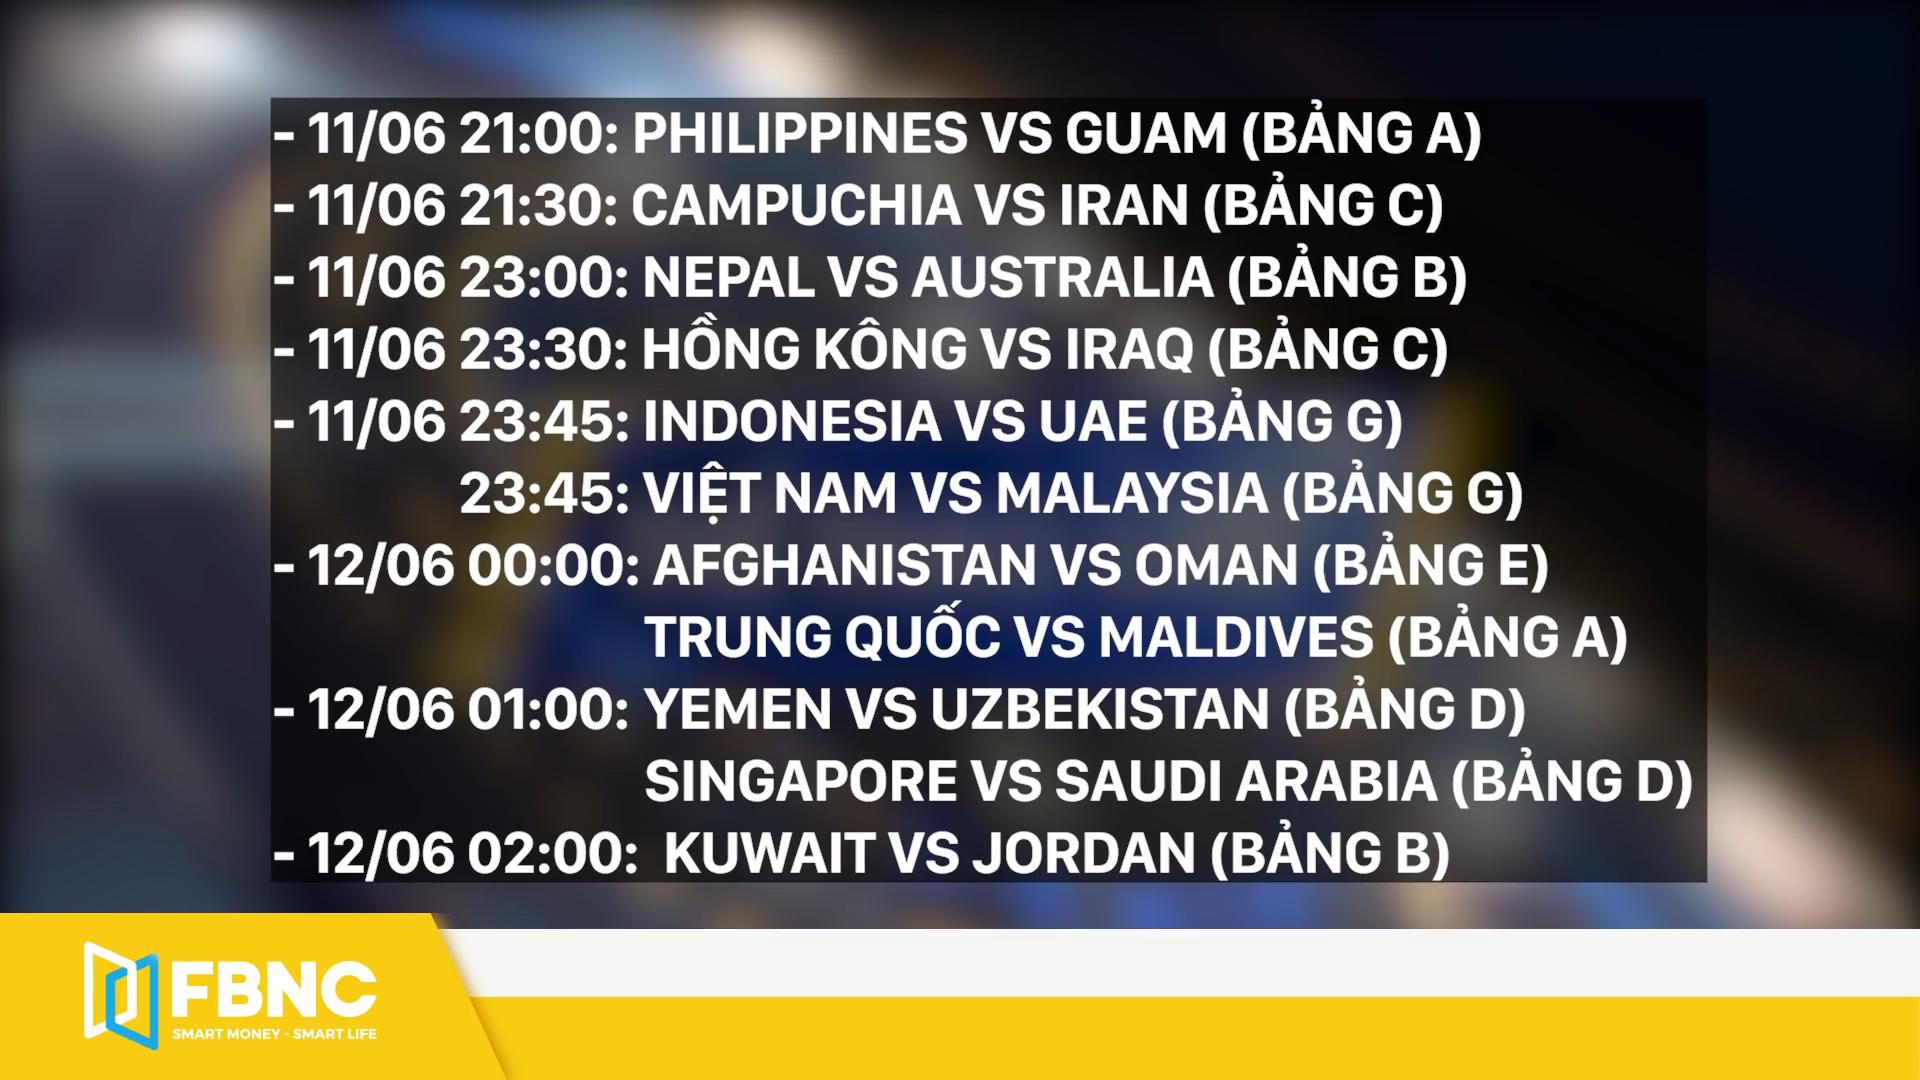 - 11/06 21:00: PHILIPPINES VS GUAM (BẢNG A)
- 11/06 21:30: CAMPUCHIA VS IRAN (BẢNG C)
- 11/06 23:00: NEPAL VS AUSTRALIA (BẢNG B)
- 11/06 23:30: HỒNG KÔNG VS IRAQ (BẢNG C)
- 11/06 23:45: INDONESIA VS UAE (BẢNG G)
23:45: VIỆT NAM VS MALAYSIA (BẢNG G)
- 12/06 00:00: AFGHANISTAN VS OMAN (BẢNG E)
TRUNG QUỐC VS MALDIVES (BẢNG A)
- 12/06 01:00: YEMEN VS UZBEKISTAN (BẢNG D)
SINGAPORE VS SAUDI ARABIA (BẢNG D)
- 12/06 02:00: KUWAIT VS JORDAN (BẢNG B)
FBNC
SMART MONEY - SMART LIFE